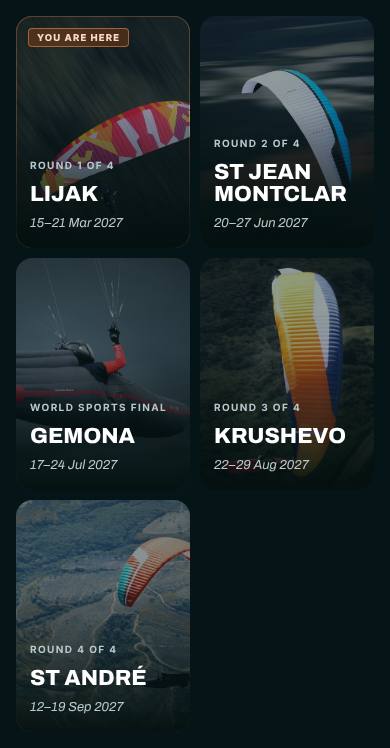 YOU ARE HERE
ROUND 1 OF 4
LIJAK
15–21 Mar 2027
ROUND 2 OF 4
ST JEAN
MONTCLAR
20–27 Jun 2027
WORLD SPORTS FINAL
GEMONA
17–24 Jul 2027
ROUND 3 OF 4
KRUSHEVO
22–29 Aug 2027
ROUND 4 OF 4
ST ANDRÉ
12–19 Sep 2027